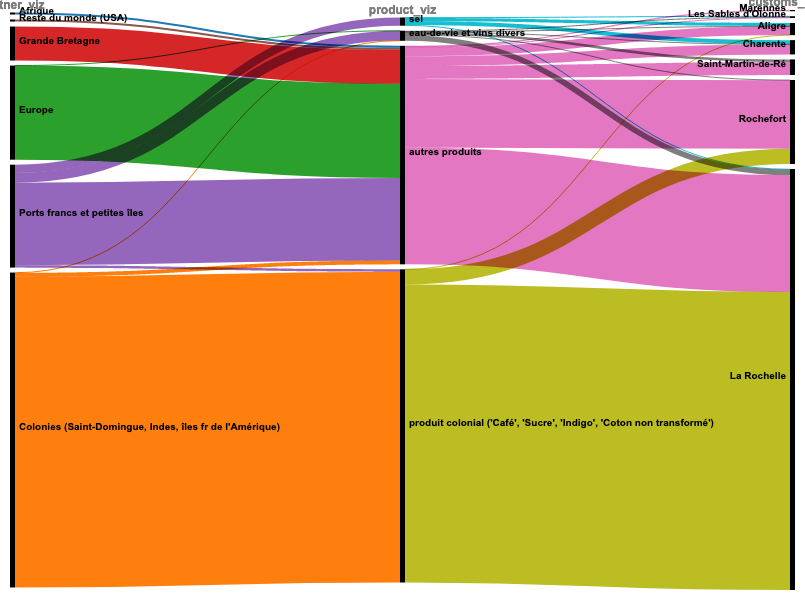 tner_viz
product_viz
customs_
Afrique
Reste du monde (USA)
Grande Bretagne
Europe
Ports francs et petites îles
Colonies (Saint-Domingue, Indes, îles fr de l'Amérique)
sel
eau-de-vie et vins divers
autres produits
produit colonial ('Café', 'Sucre', 'Indigo', 'Coton non transformé')
Marennes
Les Sables d'Olonne
Aligre
Charente
Saint-Martin-de-Ré
Rochefort
La Rochelle